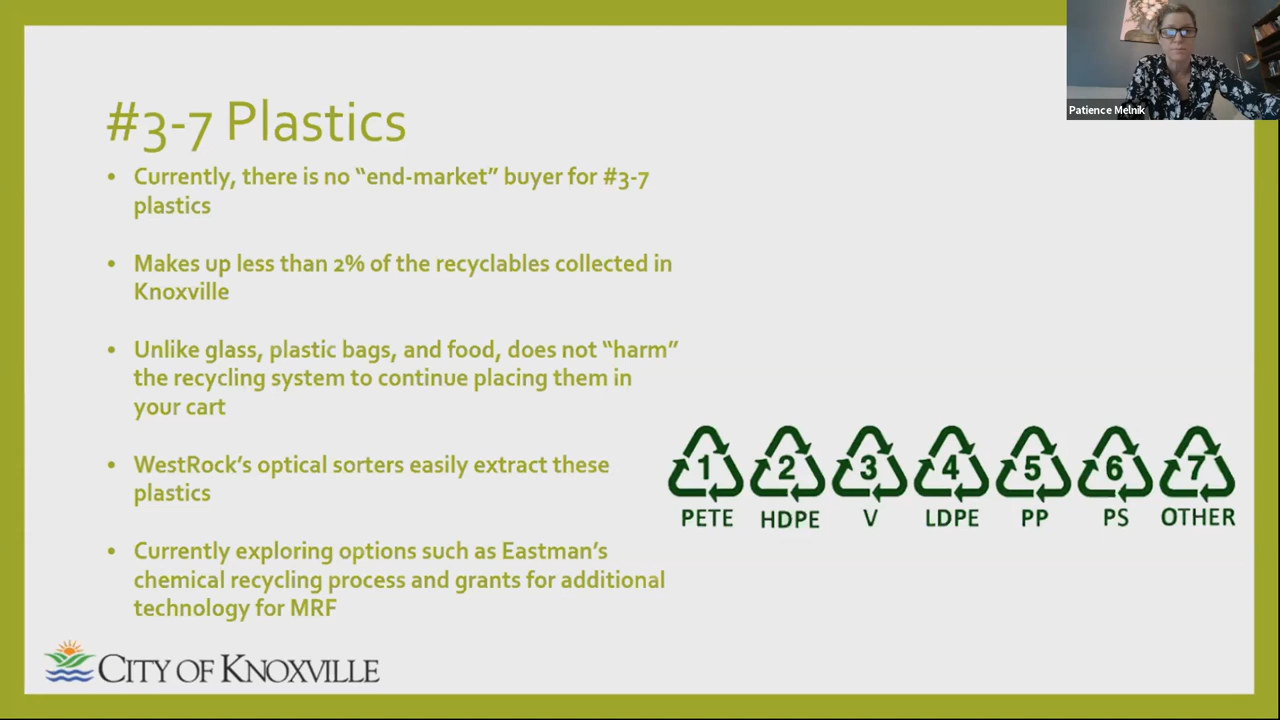 Patience Melnik
#3-7 Plastics
• Currently, there is no “end-market” buyer for #3-7
plastics
• Makes up less than 2% of the recyclables collected in
Knoxville
• Unlike glass, plastic bags, and food, does not “harm”
the recycling system to continue placing them in
your cart
• WestRock’s optical sorters easily extract these
plastics
• Currently exploring options such as Eastman’s
chemical recycling process and grants for additional
technology for MRF
1 2 3 4 5 6 7
PETE HDPE V LDPE PP PS OTHER
CITY OF KNOXVILLE